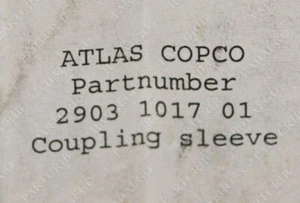 ATLAS COPCO
Partnumber
2903 1017 01
Coupling sleeve